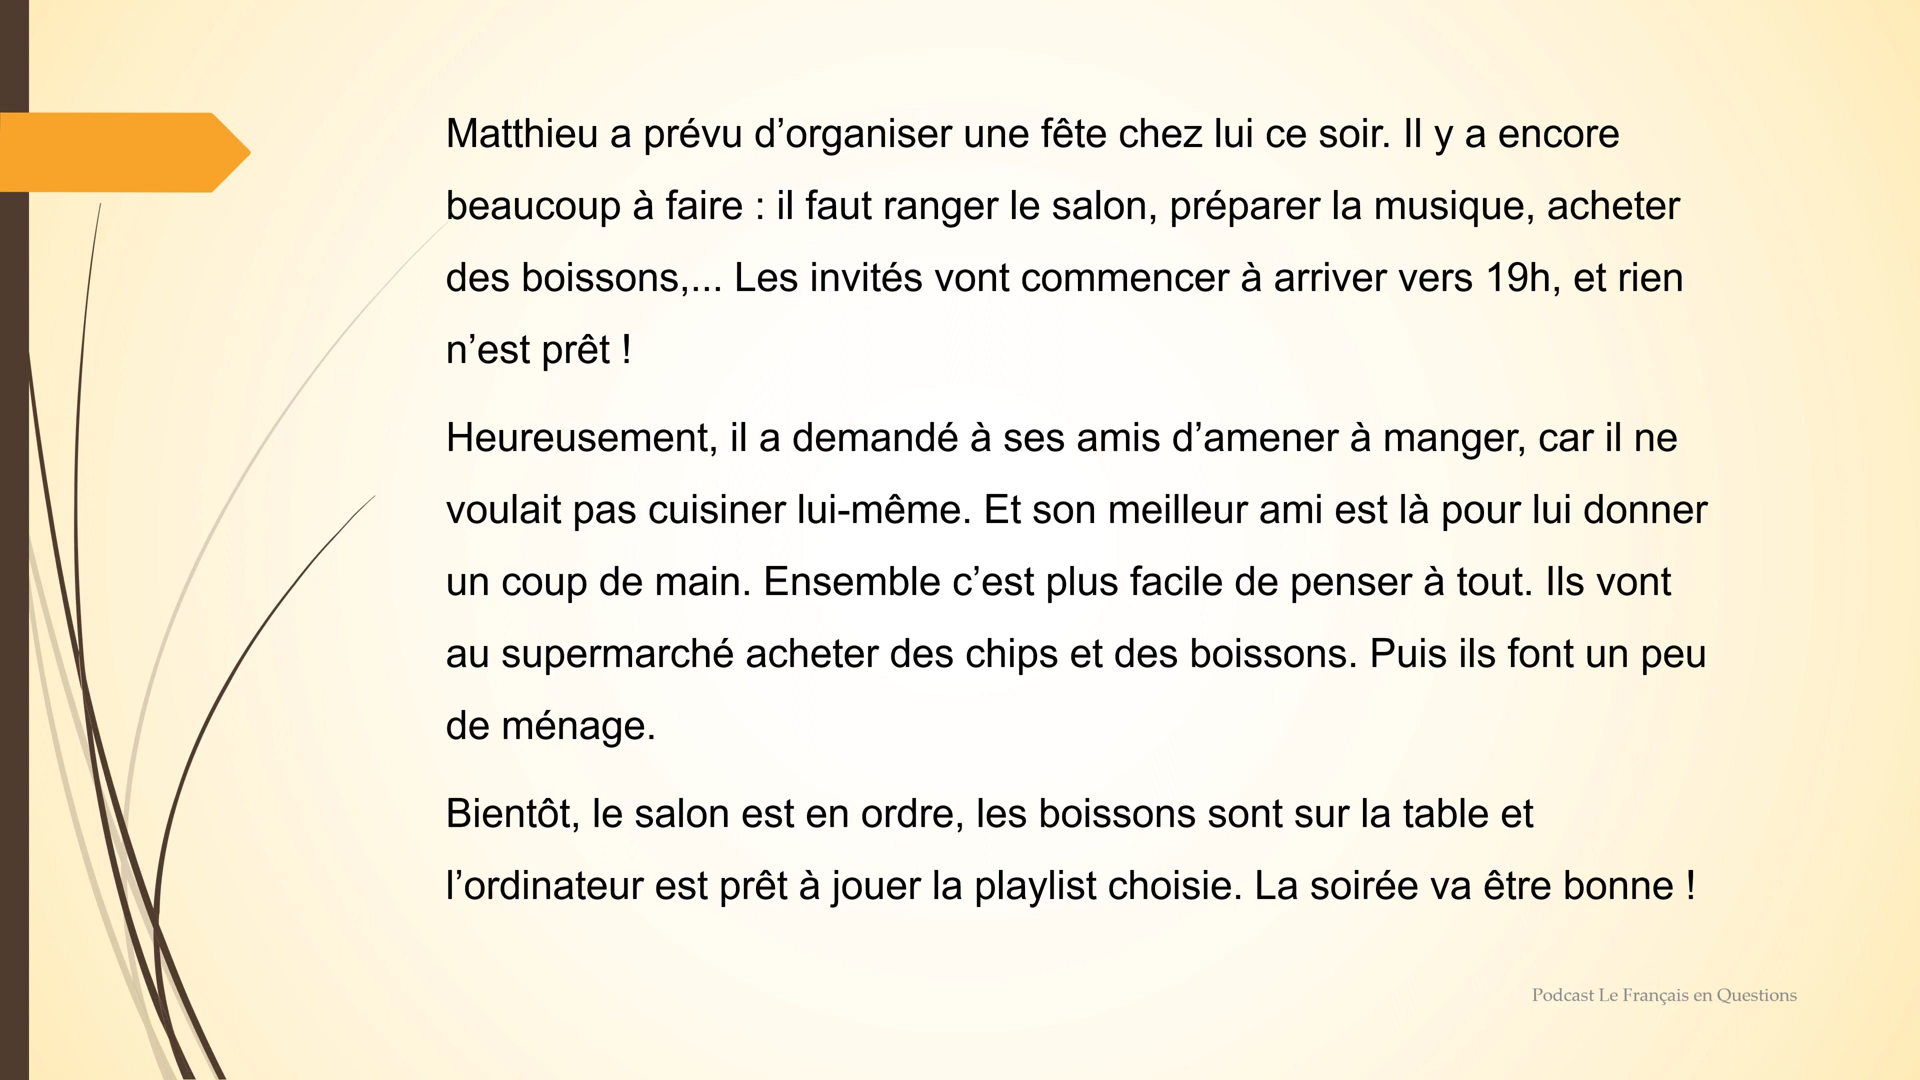 Matthieu a prévu d’organiser une fête chez lui ce soir. Il y a encore
beaucoup à faire : il faut ranger le salon, préparer la musique, acheter
des boissons,... Les invités vont commencer à arriver vers 19h, et rien
n’est prêt !
Heureusement, il a demandé à ses amis d’amener à manger, car il ne
voulait pas cuisiner lui-même. Et son meilleur ami est là pour lui donner
un coup de main. Ensemble c’est plus facile de penser à tout. Ils vont
au supermarché acheter des chips et des boissons. Puis ils font un peu
de ménage.
Bientôt, le salon est en ordre, les boissons sont sur la table et
l’ordinateur est prêt à jouer la playlist choisie. La soirée va être bonne !
Podcast Le Français en Questions